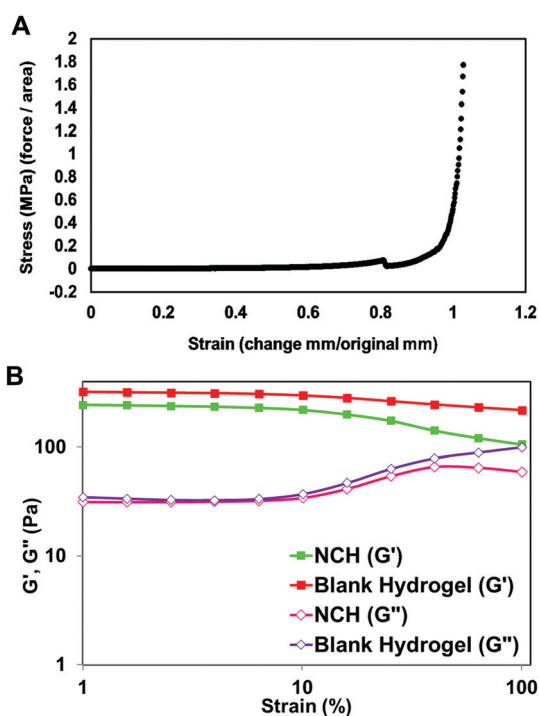 A
Stress (MPa) (force / area)
2
1.8
1.6
1.4
1.2
1
0.8
0.6
0.4
0.2
0
-0.2
0 0.2 0.4 0.6 0.8 1 1.2
Strain (change mm/original mm)
B
G', G" (Pa)
100
10
1
NCH (G')
Blank Hydrogel (G')
NCH (G")
Blank Hydrogel (G")
1 10 100
Strain (%)